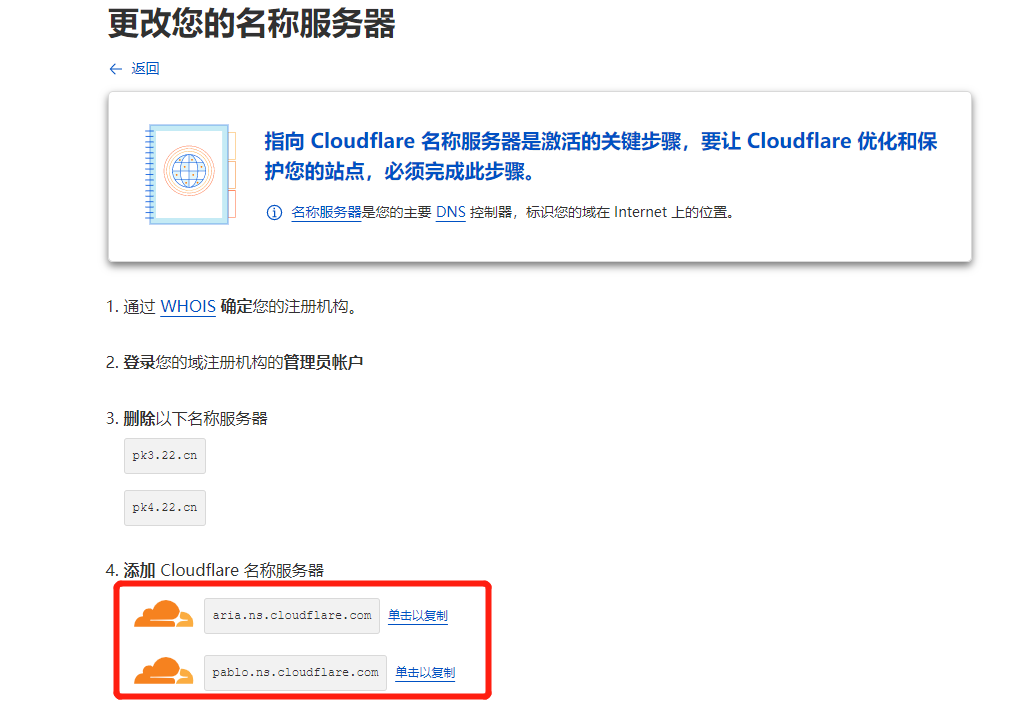 更改您的名称服务器
← 返回
指向 Cloudflare 名称服务器是激活的关键步骤，要让 Cloudflare 优化和保
护您的站点，必须完成此步骤。
名称服务器是您的主要 DNS 控制器，标识您的域在 Internet 上的位置。
1. 通过 WHOIS 确定您的注册机构。
2. 登录您的域注册机构的管理员帐户
3. 删除以下名称服务器
pk3.22.cn
pk4.22.cn
4. 添加 Cloudflare 名称服务器
aria.ns.cloudflare.com 单击以复制
pablo.ns.cloudflare.com 单击以复制